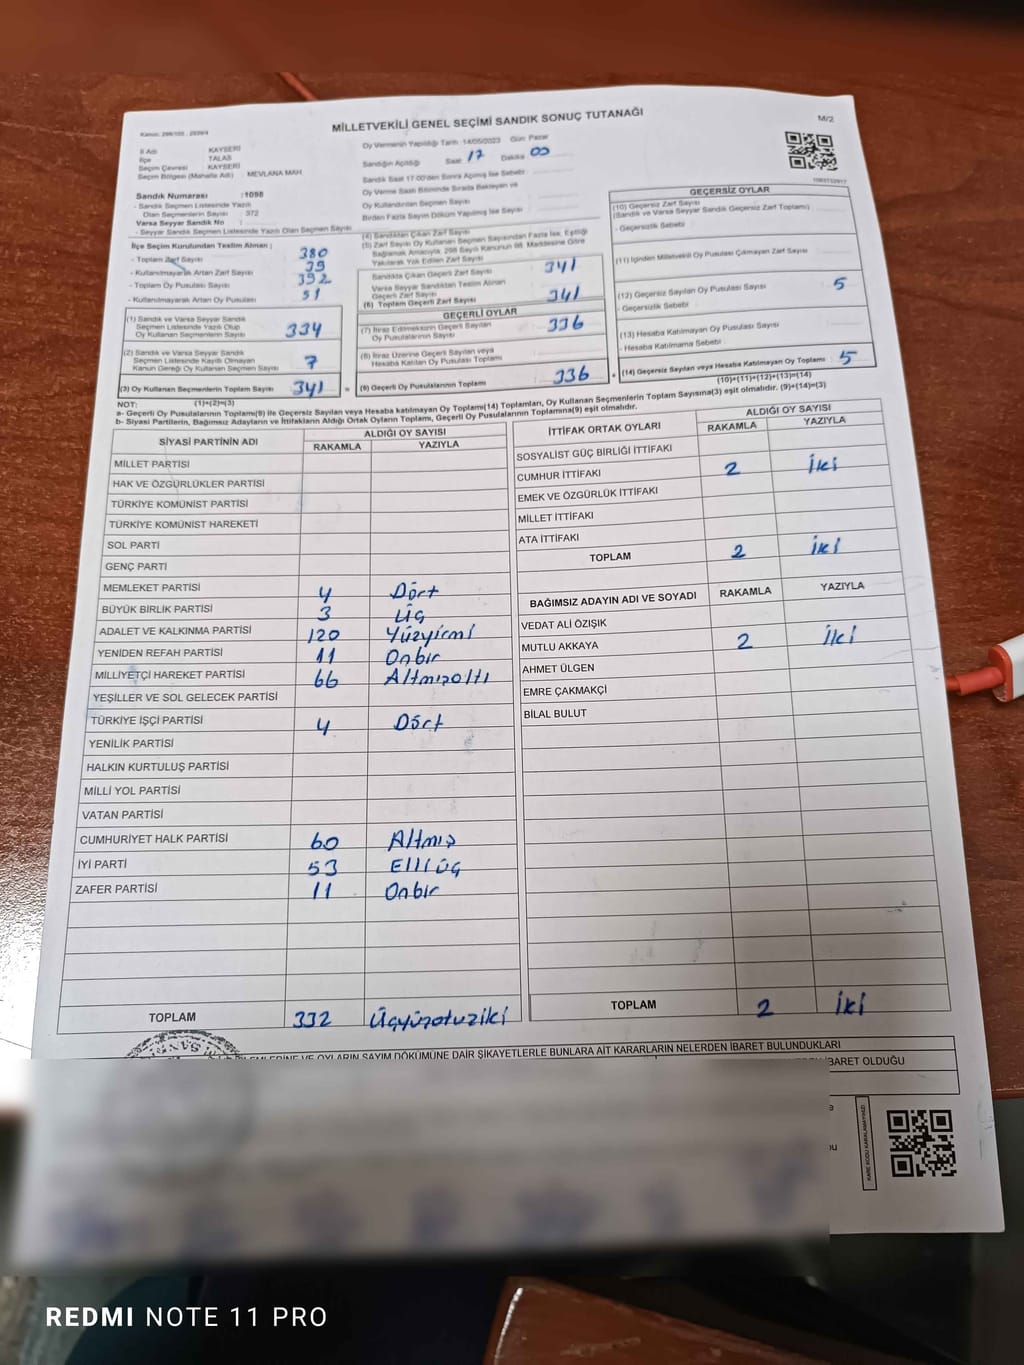 MİLLETVEKİLİ GENEL SEÇİMİ SANDIK SONUÇ TUTANAĞI
M/2
İl Adı KAYSERİ
İlçe TALAS
Seçim Çevresi KAYSERİ
Seçim Bölgesi (Mahalle Adı) MEVLANA MAH.
Sandık Numarası :1098
- Sandık Seçmen Listesinde Yazılı
Olan Seçmenlerin Sayısı : 372
Varsa Seyyar Sandık No :
- Seyyar Sandık Seçmen Listesinde Yazılı Olan Seçmen Sayısı
Oy Vermenin Yapıldığı Tarih :14/05/2023 Gün: Pazar
Sandığın Açıldığı Saat 17 Dakika 00
Sandık Saat 17:00'den Sonra Açılmış İse Sebebi :
Oy Verme Saati Bitiminde Sırada Bekleyen ve
Oy Kullandırılan Seçmen Sayısı
Birden Fazla Sayım Döküm Yapılmış İse Sayısı
İlçe Seçim Kurulundan Teslim Alınan ;
- Toplam Zarf Sayısı 380
- Kullanılmayarak Artan Zarf Sayısı 39
- Toplam Oy Pusulası Sayısı 392
- Kullanılmayarak Artan Oy Pusulası 51
(1) Sandık ve Varsa Seyyar Sandık
Seçmen Listesinde Yazılı Olup
Oy Kullanan Seçmenlerin Sayısı 334
(2) Sandık ve Varsa Seyyar Sandık
Seçmen Listesinde Kayıtlı Olmayan
Kanun Gereği Oy Kullanan Seçmen Sayısı 7
(3) Oy Kullanan Seçmenlerin Toplam Sayısı 341 =
(1)+(2)=(3)
(4) Sandıktan Çıkan Zarf Sayısı
(5) Zarf Sayısı Oy Kullanan Seçmen Sayısından Fazla İse, Eşitliği
Sağlamak Amacıyla, 298 Sayılı Kanunun 98. Maddesine Göre
Yakılarak Yok Edilen Zarf Sayısı
Sandıkta Çıkan Geçerli Zarf Sayısı 341
Varsa Seyyar Sandıktan Teslim Alınan
Geçerli Zarf Sayısı
(6) Toplam Geçerli Zarf Sayısı 341
GEÇERLİ OYLAR
(7) İtiraz Edilmeksizin Geçerli Sayılan
Oy Pusulalarının Sayısı 336
(8) İtiraz Üzerine Geçerli Sayılan veya
Hesaba Katılan Oy Pusulası Toplamı
(9) Geçerli Oy Pusulalarının Toplamı 336 +
GEÇERSİZ OYLAR
(10) Geçersiz Zarf Sayısı
(Sandık ve Varsa Seyyar Sandık Geçersiz Zarf Toplamı)
- Geçersizlik Sebebi
(11) İçinden Milletvekili Oy Pusulası Çıkmayan Zarf Sayısı
(12) Geçersiz Sayılan Oy Pusulası Sayısı 5
- Geçersizlik Sebebi
(13) Hesaba Katılmayan Oy Pusulası Sayısı
- Hesaba Katılmama Sebebi
(14) Geçersiz Sayılan veya Hesaba Katılmayan Oy Toplamı : 5
(10)+(11)+(12)+(13)=(14)
NOT:
a- Geçerli Oy Pusulalarının Toplamı(9) ile Geçersiz Sayılan veya Hesaba katılmayan Oy Toplamı(14) Toplamları, Oy Kullanan Seçmenlerin Toplam Sayısına(3) eşit olmalıdır. (9)+(14)=(3)
b- Siyasi Partilerin, Bağımsız Adayların ve İttifakların Aldığı Ortak Oyların Toplamı, Geçerli Oy Pusulalarının Toplamına(9) eşit olmalıdır.
SİYASİ PARTİNİN ADI
ALDIĞI OY SAYISI
RAKAMLA YAZIYLA
MİLLET PARTİSİ
HAK VE ÖZGÜRLÜKLER PARTİSİ
TÜRKİYE KOMÜNİST PARTİSİ
TÜRKİYE KOMÜNİST HAREKETİ
SOL PARTİ
GENÇ PARTİ
MEMLEKET PARTİSİ 4 Dört
BÜYÜK BİRLİK PARTİSİ 3 Üç
ADALET VE KALKINMA PARTİSİ 120 Yüzyirmi
YENİDEN REFAH PARTİSİ 11 Onbir
MİLLİYETÇİ HAREKET PARTİSİ 66 Altmışaltı
YEŞİLLER VE SOL GELECEK PARTİSİ
TÜRKİYE İŞÇİ PARTİSİ 4 Dört
YENİLİK PARTİSİ
HALKIN KURTULUŞ PARTİSİ
MİLLİ YOL PARTİSİ
VATAN PARTİSİ
CUMHURİYET HALK PARTİSİ 60 Altmış
İYİ PARTİ 53 Elliüç
ZAFER PARTİSİ 11 Onbir
TOPLAM 332 Üçyüzotuziki
İTTİFAK ORTAK OYLARI
ALDIĞI OY SAYISI
RAKAMLA YAZIYLA
SOSYALİST GÜÇ BİRLİĞİ İTTİFAKI
CUMHUR İTTİFAKI 2 İki
EMEK VE ÖZGÜRLÜK İTTİFAKI
MİLLET İTTİFAKI
ATA İTTİFAKI
TOPLAM 2 İki
BAĞIMSIZ ADAYIN ADI VE SOYADI RAKAMLA YAZIYLA
VEDAT ALİ ÖZIŞIK
MUTLU AKKAYA 2 İki
AHMET ÜLGEN
EMRE ÇAKMAKÇİ
BİLAL BULUT
TOPLAM 2 İki
OYLARIN SAYIM DÖKÜMÜNE DAİR ŞİKAYETLERLE BUNLARA AİT KARARLARIN NELERDEN İBARET BULUNDUKLARI
İBARET OLDUĞU
REDMI NOTE 11 PRO